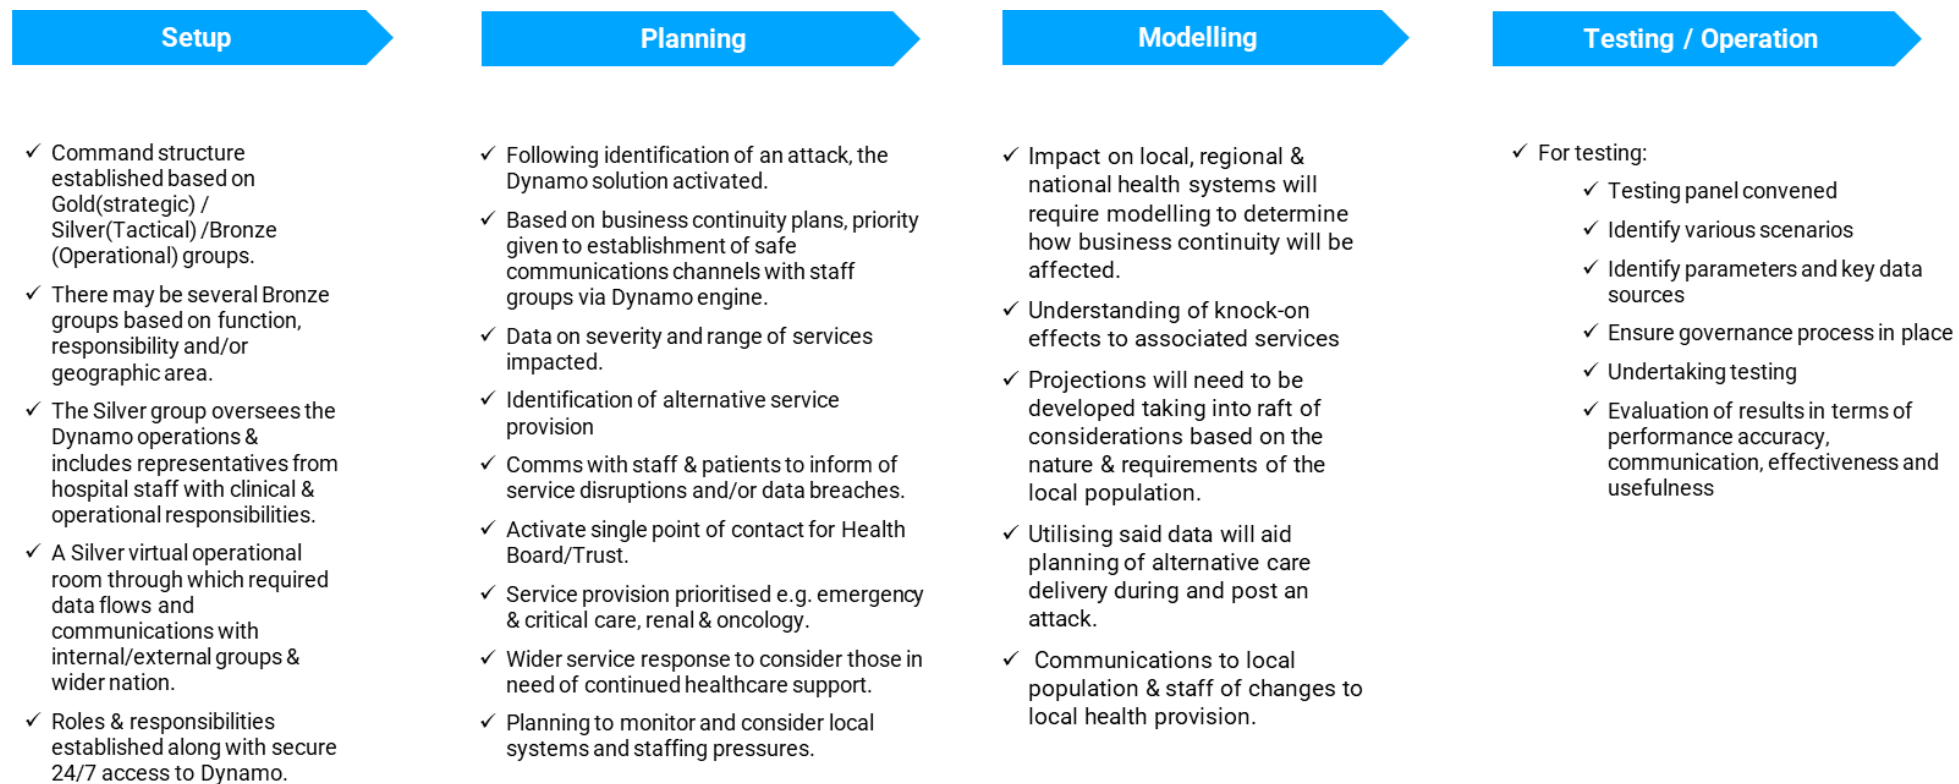 Setup
Command structure
established based on
Gold(strategic) /
Silver(Tactical) /Bronze
(Operational) groups.
There may be several Bronze
groups based on function,
responsibility and/or
geographic area.
The Silver group oversees the
Dynamo operations &
includes representatives from
hospital staff with clinical &
operational responsibilities.
A Silver virtual operational
room through which required
data flows and
communications with
internal/external groups &
wider nation.
Roles & responsibilities
established along with secure
24/7 access to Dynamo.
Planning
Following identification of an attack, the
Dynamo solution activated.
Based on business continuity plans, priority
given to establishment of safe
communications channels with staff
groups via Dynamo engine.
Data on severity and range of services
impacted.
Identification of alternative service
provision
Comms with staff & patients to inform of
service disruptions and/or data breaches.
Activate single point of contact for Health
Board/Trust.
Service provision prioritised e.g. emergency
& critical care, renal & oncology.
Wider service response to consider those in
need of continued healthcare support.
Planning to monitor and consider local
systems and staffing pressures.
Modelling
Impact on local, regional &
national health systems will
require modelling to determine
how business continuity will be
affected.
Understanding of knock-on
effects to associated services
Projections will need to be
developed taking into raft of
considerations based on the
nature & requirements of the
local population.
Utilising said data will aid
planning of alternative care
delivery during and post an
attack.
Communications to local
population & staff of changes to
local health provision.
Testing / Operation
For testing:
Testing panel convened
Identify various scenarios
Identify parameters and key data
sources
Ensure governance process in place
Undertaking testing
Evaluation of results in terms of
performance accuracy,
communication, effectiveness and
usefulness